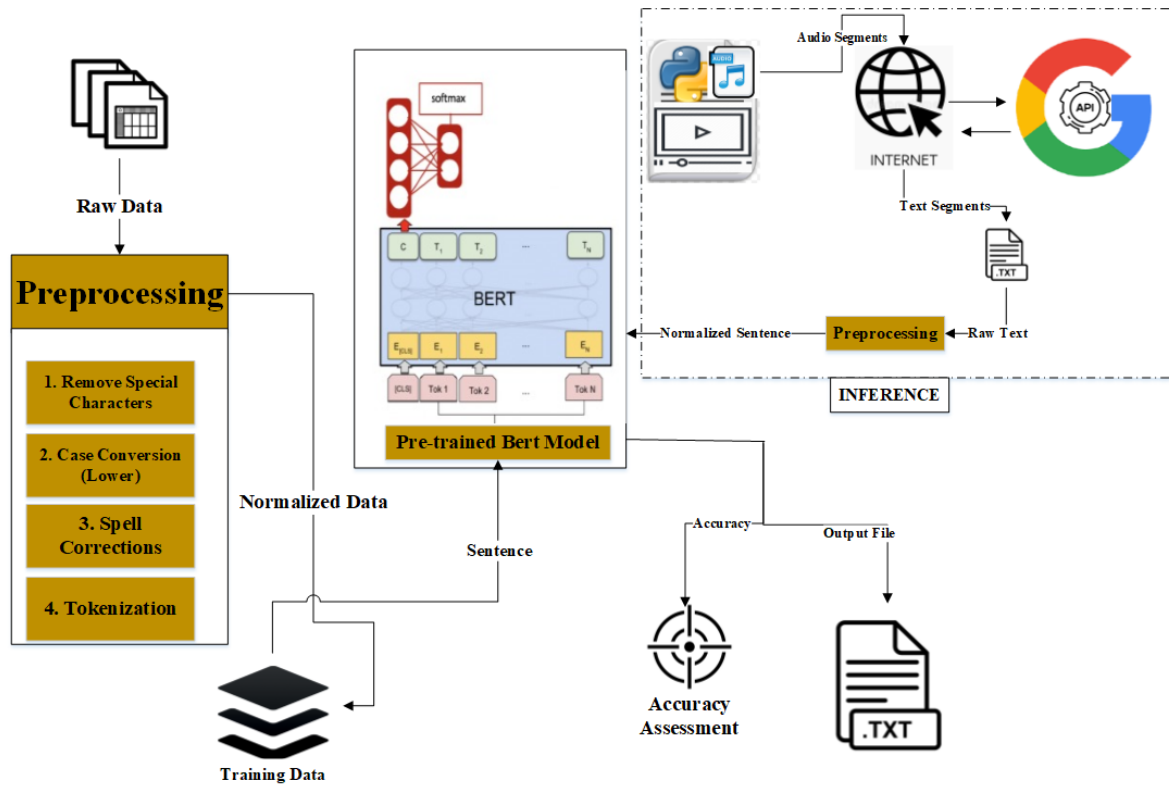 Raw Data
Preprocessing
1. Remove Special
Characters
2. Case Conversion
(Lower)
3. Spell
Corrections
4. Tokenization
Normalized Data
Training Data
Sentence
softmax
C T1 T2 ... TN
BERT
E[CLS] E1 E2 ... EN
[CLS] Tok 1 Tok 2 ... Tok N
Pre-trained Bert Model
Audio Segments
AUDIO
INTERNET
API
Text Segments
.TXT
Raw Text
Preprocessing
Normalized Sentence
INFERENCE
Accuracy
Output File
Accuracy
Assessment
.TXT